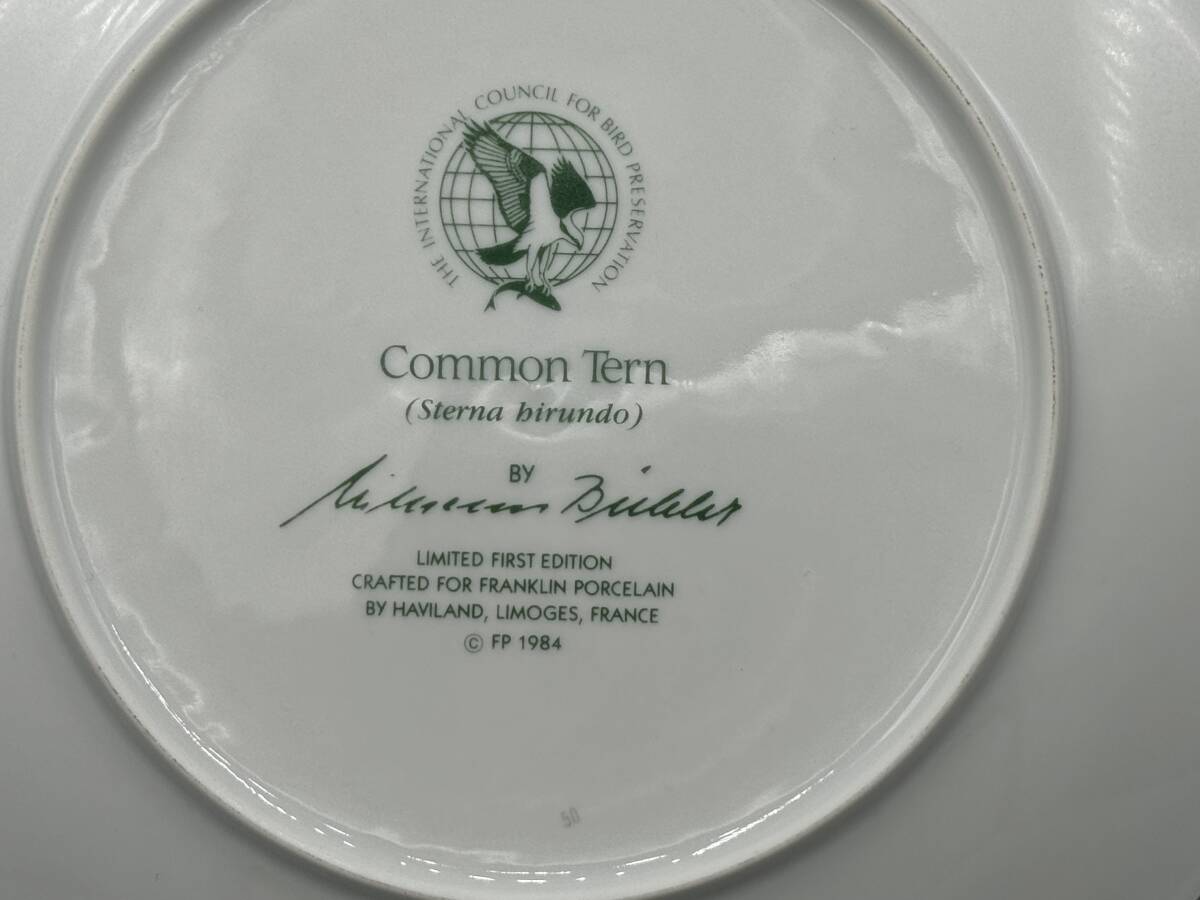 THE INTERNATIONAL COUNCIL FOR BIRD PRESERVATION
Common Tern
(Sterna hirundo)
BY
LIMITED FIRST EDITION
CRAFTED FOR FRANKLIN PORCELAIN
BY HAVILAND, LIMOGES, FRANCE
© FP 1984
50